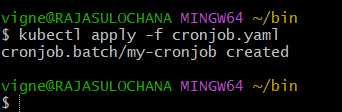 vigne@RAJASULOCHANA MINGW64 ~/bin
$ kubectl apply -f cronjob.yaml
cronjob.batch/my-cronjob created
vigne@RAJASULOCHANA MINGW64 ~/bin
$